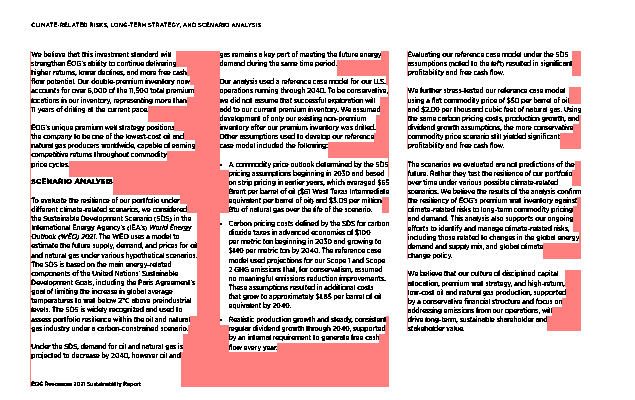 CLIMATE-RELATED RISKS, LONG-TERM STRATEGY, AND SCENARIO ANALYSIS
We believe that this investment standard will
strengthen EOG's ability to continue delivering
higher returns, lower declines, and more free cash
flow potential. Our double-premium inventory now
accounts for over 6,000 of the 11,500 total premium
locations in our inventory, representing more than
11 years of drilling at the current pace.
EOG's unique premium well strategy positions
the company to be one of the lowest-cost oil and
natural gas producers worldwide, capable of earning
competitive returns throughout commodity
price cycles.
SCENARIO ANALYSIS
To evaluate the resilience of our portfolio under
different climate-related scenarios, we considered
the Sustainable Development Scenario (SDS) in the
International Energy Agency's (IEA's) World Energy
Outlook (WEO) 2021. The WEO uses a model to
estimate the future supply, demand, and prices for oil
and natural gas under various hypothetical scenarios.
The SDS is based on the main energy-related
components of the United Nations' Sustainable
Development Goals, including the Paris Agreement's
goal of limiting the increase in global average
temperatures to well below 2°C above preindustrial
levels. The SDS is widely recognized and used to
assess portfolio resilience within the oil and natural
gas industry under a carbon-constrained scenario.
Under the SDS, demand for oil and natural gas is
projected to decrease by 2040, however oil and
gas remains a key part of meeting the future energy
demand during the same time period.
Our analysis used a reference case model for our U.S.
operations running through 2040. To be conservative,
we did not assume that successful exploration will
add to our current premium inventory. We assumed
development of only our existing non-premium
inventory after our premium inventory was drilled.
Other assumptions used to develop our reference
case model included the following:
• A commodity price outlook determined by the SDS
pricing assumptions beginning in 2030 and based
on strip pricing in earlier years, which averaged $65
Brent per barrel of oil ($61 West Texas Intermediate
equivalent per barrel of oil) and $3.09 per million
Btu of natural gas over the life of the scenario.
• Carbon pricing costs defined by the SDS for carbon
dioxide taxes in advanced economies of $100
per metric ton beginning in 2030 and growing to
$140 per metric ton by 2040. The reference case
model used projections for our Scope 1 and Scope
2 GHG emissions that, for conservatism, assumed
no meaningful emissions reduction improvements.
These assumptions resulted in additional costs
that grow to approximately $1.65 per barrel of oil
equivalent by 2040.
• Realistic production growth and steady, consistent
regular dividend growth through 2040, supported
by an internal requirement to generate free cash
flow every year.
Evaluating our reference case model under the SDS
assumptions (noted to the left) resulted in significant
profitability and free cash flow.
We further stress-tested our reference case model
using a flat commodity price of $50 per barrel of oil
and $2.00 per thousand cubic feet of natural gas. Using
the same carbon pricing costs, production growth, and
dividend growth assumptions, the more conservative
commodity price scenario still yielded significant
profitability and free cash flow.
The scenarios we evaluated are not predictions of the
future. Rather they test the resilience of our portfolio
over time under various possible climate-related
scenarios. We believe the results of the analysis confirm
the resiliency of EOG's premium well inventory against
climate-related risks to long-term commodity pricing
and demand. This analysis also supports our ongoing
efforts to identify and manage climate-related risks,
including those related to changes in the global energy
demand and supply mix, and global climate
change policy.
We believe that our culture of disciplined capital
allocation, premium well strategy, and high-return,
low-cost oil and natural gas production, supported
by a conservative financial structure and focus on
addressing emissions from our operations, will
drive long-term, sustainable shareholder and
stakeholder value.
EOG Resources 2021 Sustainability Report